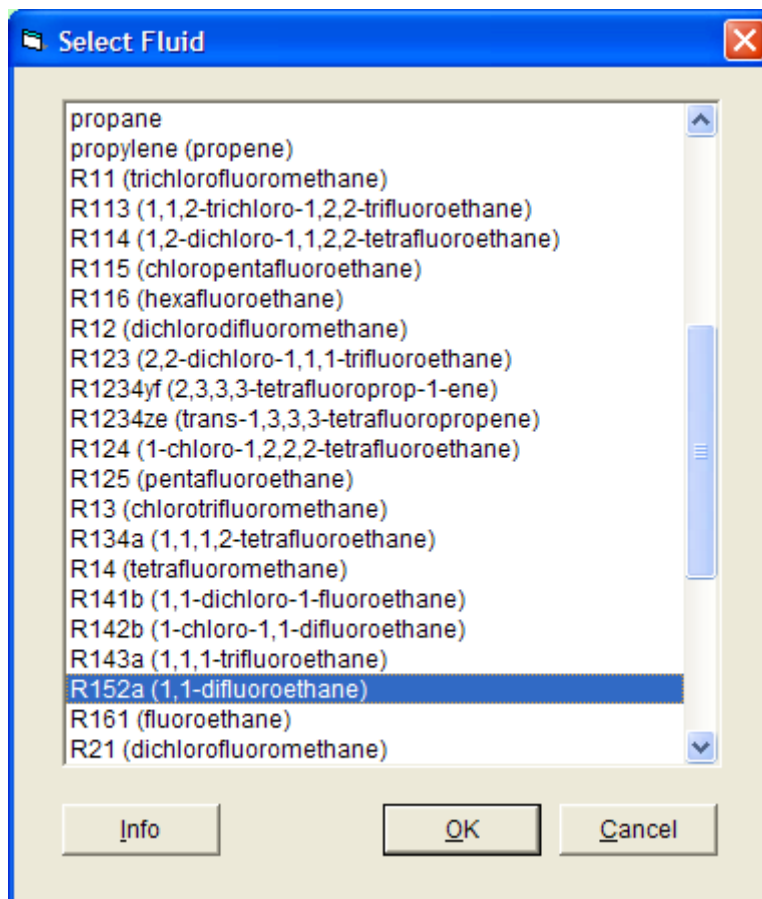 Select Fluid
propane
propylene (propene)
R11 (trichlorofluoromethane)
R113 (1,1,2-trichloro-1,2,2-trifluoroethane)
R114 (1,2-dichloro-1,1,2,2-tetrafluoroethane)
R115 (chloropentafluoroethane)
R116 (hexafluoroethane)
R12 (dichlorodifluoromethane)
R123 (2,2-dichloro-1,1,1-trifluoroethane)
R1234yf (2,3,3,3-tetrafluoroprop-1-ene)
R1234ze (trans-1,3,3,3-tetrafluoropropene)
R124 (1-chloro-1,2,2,2-tetrafluoroethane)
R125 (pentafluoroethane)
R13 (chlorotrifluoromethane)
R134a (1,1,1,2-tetrafluoroethane)
R14 (tetrafluoromethane)
R141b (1,1-dichloro-1-fluoroethane)
R142b (1-chloro-1,1-difluoroethane)
R143a (1,1,1-trifluoroethane)
R152a (1,1-difluoroethane)
R161 (fluoroethane)
R21 (dichlorofluoromethane)
Info OK Cancel